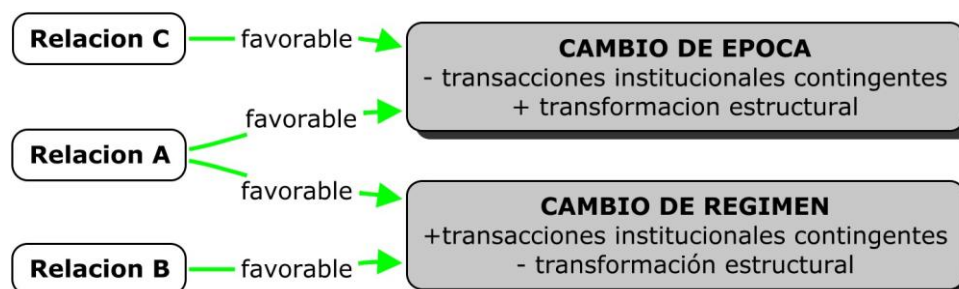 Relacion C
favorable
CAMBIO DE EPOCA
- transacciones institucionales contingentes
+ transformacion estructural
favorable
Relacion A
favorable
CAMBIO DE REGIMEN
+transacciones institucionales contingentes
- transformación estructural
Relacion B
favorable